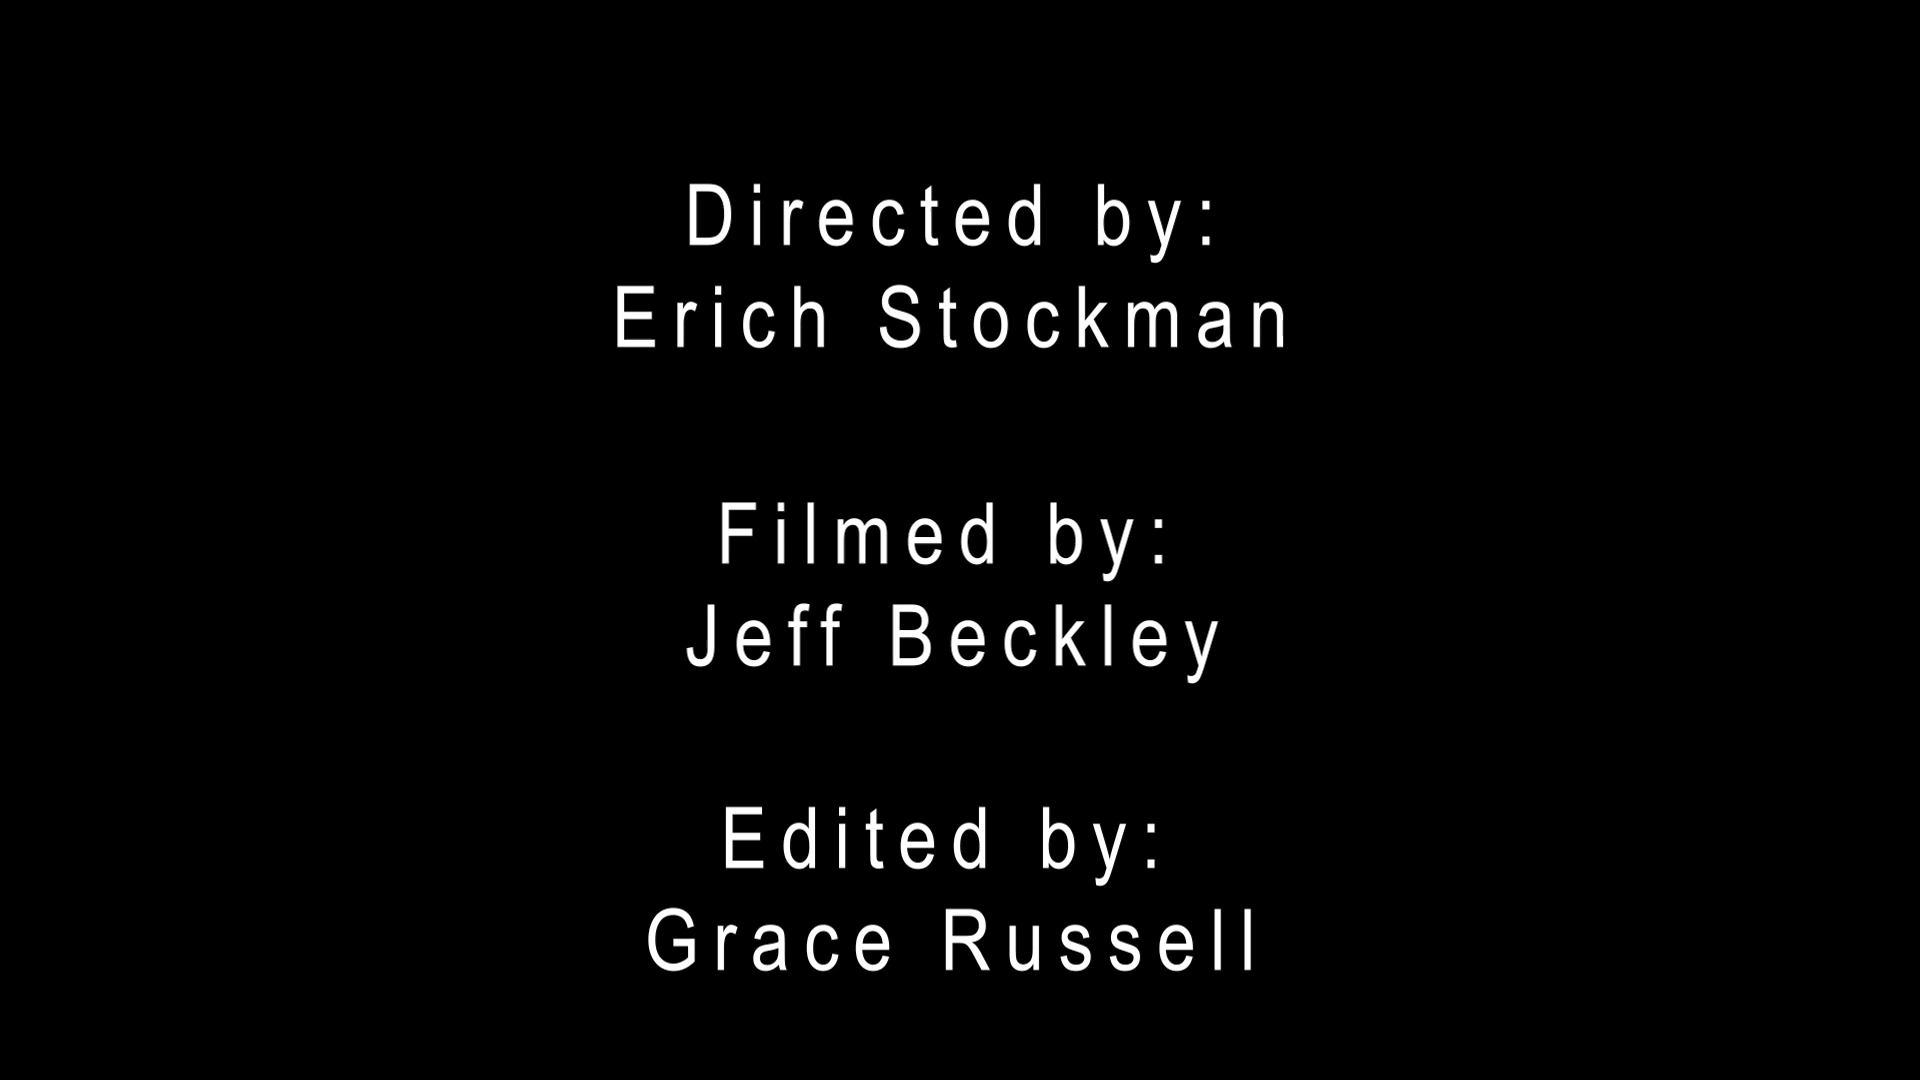 Directed by:
Erich Stockman
Filmed by:
Jeff Beckley
Edited by:
Grace Russell